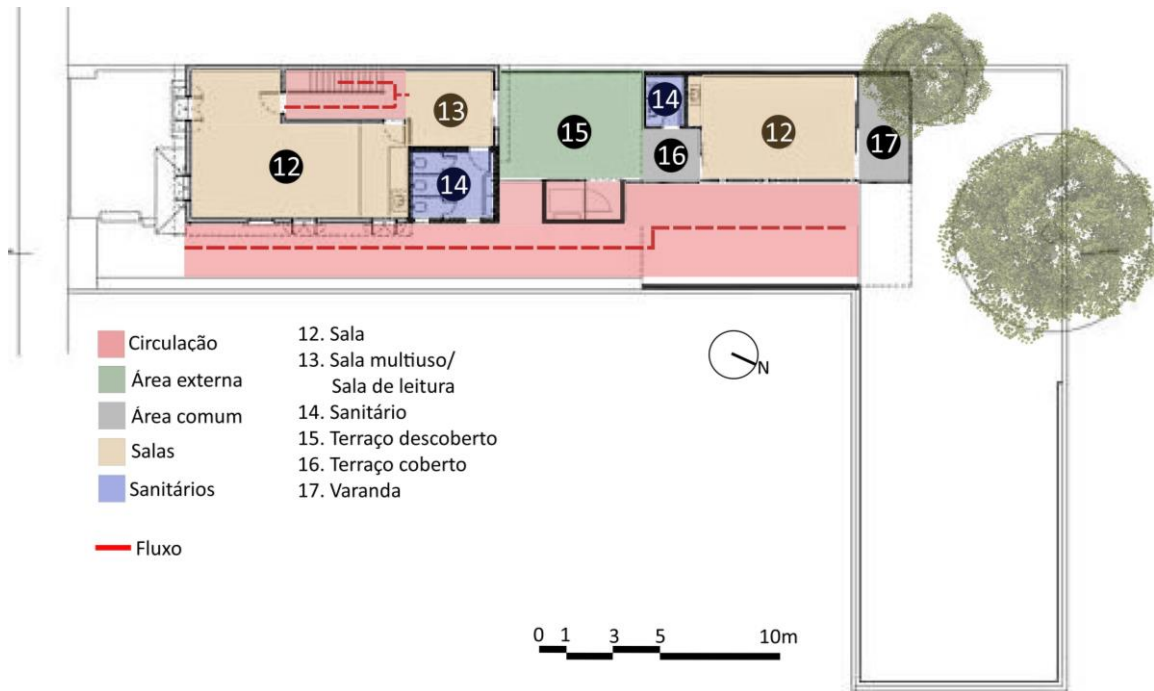 13
14
12
15
14
16
12
17
Circulação
Área externa
Área comum
Salas
Sanitários
Fluxo
12. Sala
13. Sala multiuso/
Sala de leitura
14. Sanitário
15. Terraço descoberto
16. Terraço coberto
17. Varanda
N
0 1 3 5 10m